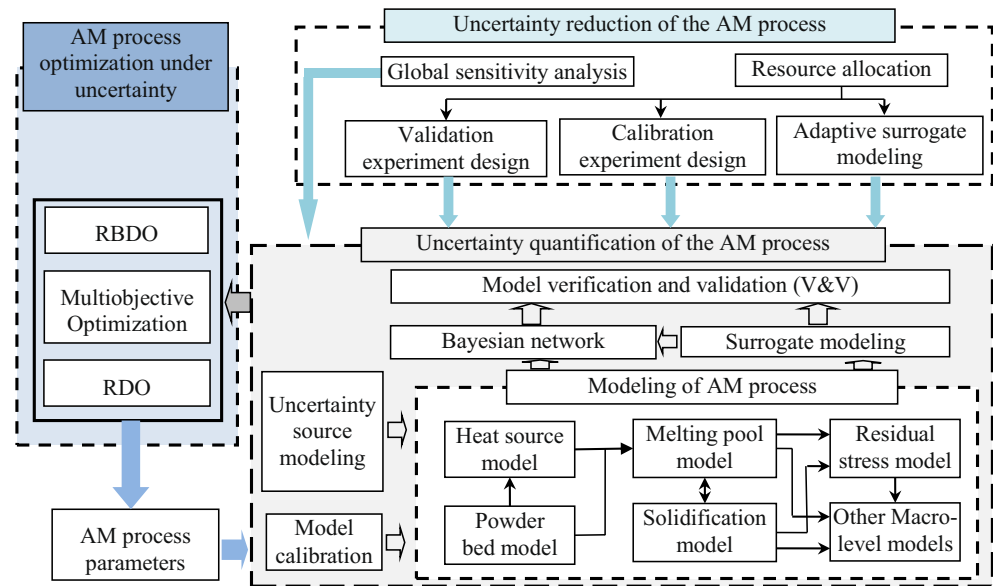 AM process
optimization under
uncertainty
RBDO
Multiobjective
Optimization
RDO
AM process
parameters
Uncertainty reduction of the AM process
Global sensitivity analysis
Resource allocation
Validation
experiment design
Calibration
experiment design
Adaptive surrogate
modeling
Uncertainty quantification of the AM process
Model verification and validation (V&V)
Bayesian network
Surrogate modeling
Modeling of AM process
Uncertainty
source
modeling
Model
calibration
Heat source
model
Melting pool
model
Residual
stress model
Powder
bed model
Solidification
model
Other Macro-
level models